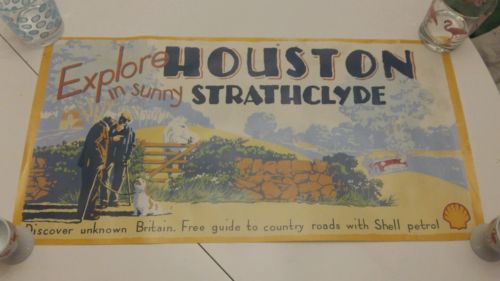 Explore HOUSTON
in sunny STRATHCLYDE
Discover unknown Britain. Free guide to country roads with Shell petrol